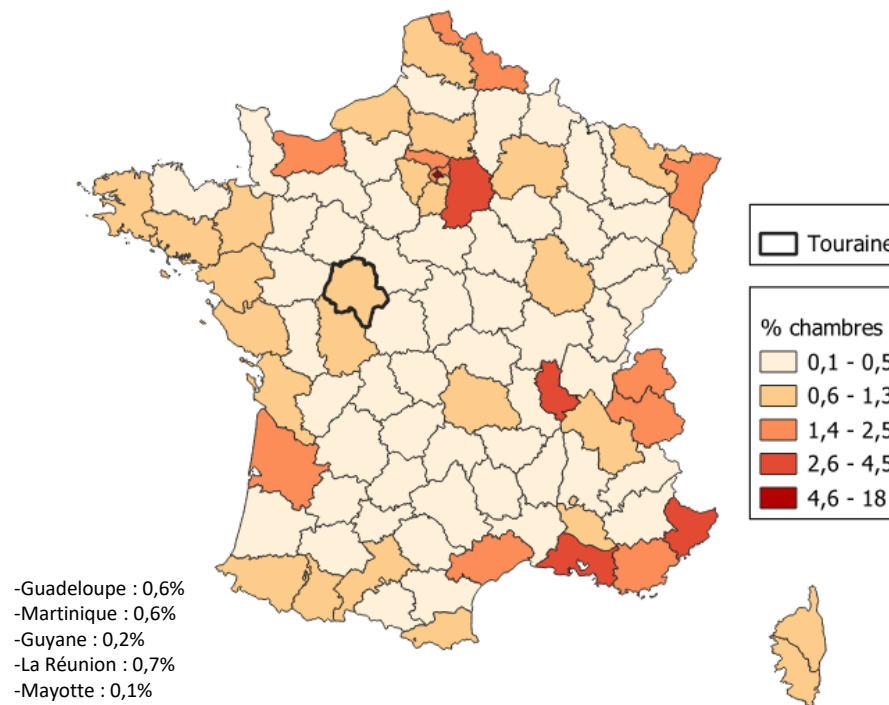 Touraine
% chambres
0,1 - 0,5
0,6 - 1,3
1,4 - 2,5
2,6 - 4,5
4,6 - 18
-Guadeloupe : 0,6%
-Martinique : 0,6%
-Guyane : 0,2%
-La Réunion : 0,7%
-Mayotte : 0,1%